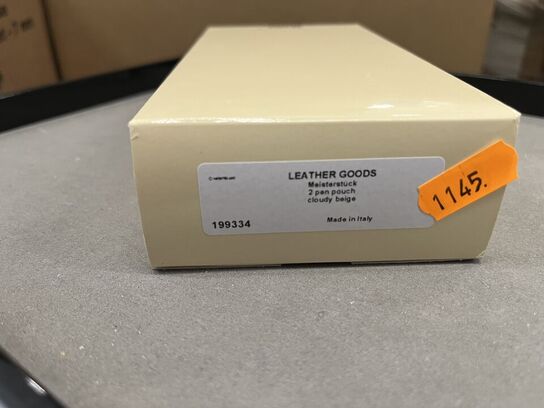 LEATHER GOODS
Meisterstück
2 pen pouch
cloudy beige
199334
Made in Italy
1145.